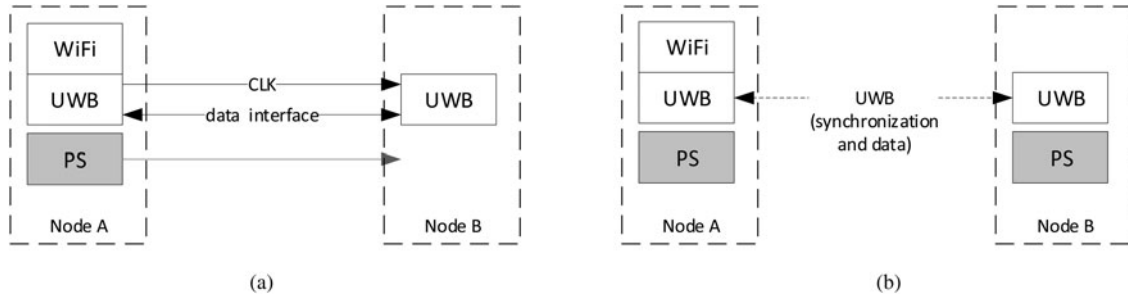 WiFi
UWB
PS
Node A
CLK
data interface
UWB
Node B
(a)
WiFi
UWB
PS
Node A
UWB
(synchronization
and data)
UWB
PS
Node B
(b)